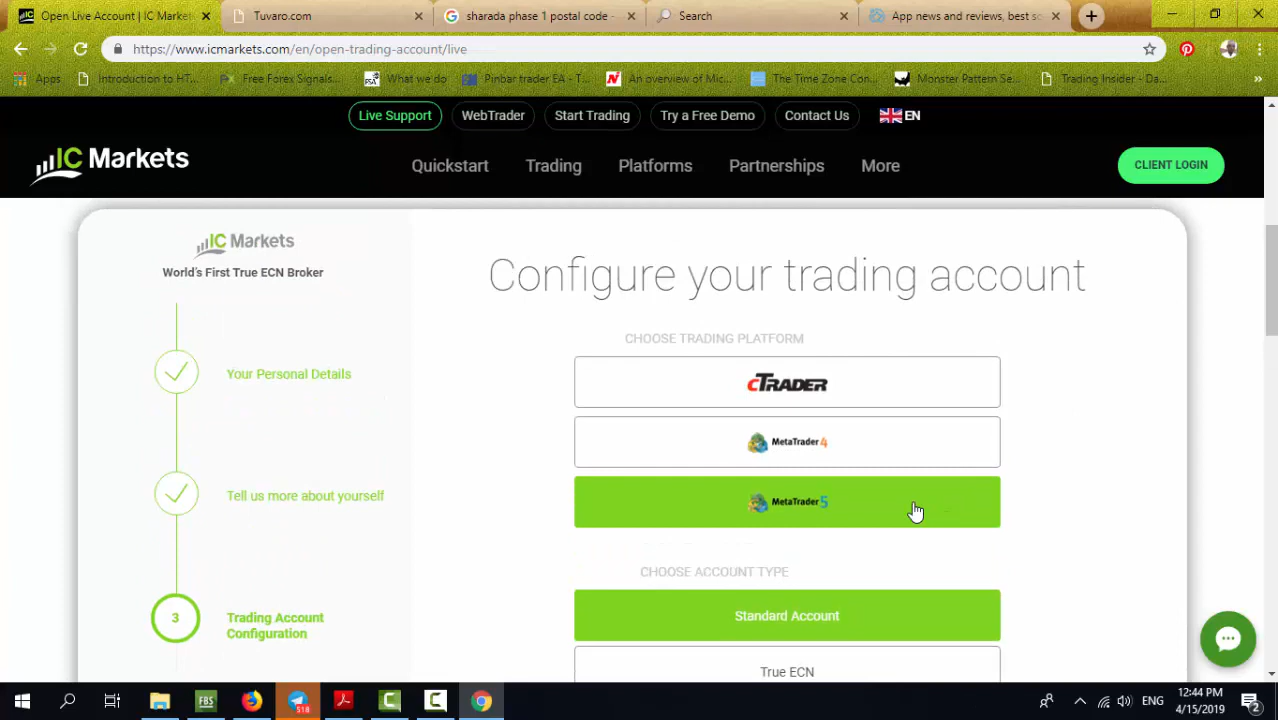 Open Live Account | IC Market
Tuvaro.com
sharada phase 1 postal code -
Search
App news and reviews, best so
https://www.icmarkets.com/en/open-trading-account/live
Apps
Introduction to HT...
Free Forex Signals...
What we do
Pinbar trader EA - T...
An overview of Mic...
The Time Zone Con...
Monster Pattern Se...
Trading Insider - Da...
Live Support
WebTrader
Start Trading
Try a Free Demo
Contact Us
EN
IC Markets
Quickstart
Trading
Platforms
Partnerships
More
CLIENT LOGIN
IC Markets
World's First True ECN Broker
Your Personal Details
Tell us more about yourself
3
Trading Account
Configuration
Configure your trading account
CHOOSE TRADING PLATFORM
cTRADER
MetaTrader 4
MetaTrader 5
CHOOSE ACCOUNT TYPE
Standard Account
True ECN
FBS
518
ENG
12:44 PM
4/15/2019
2